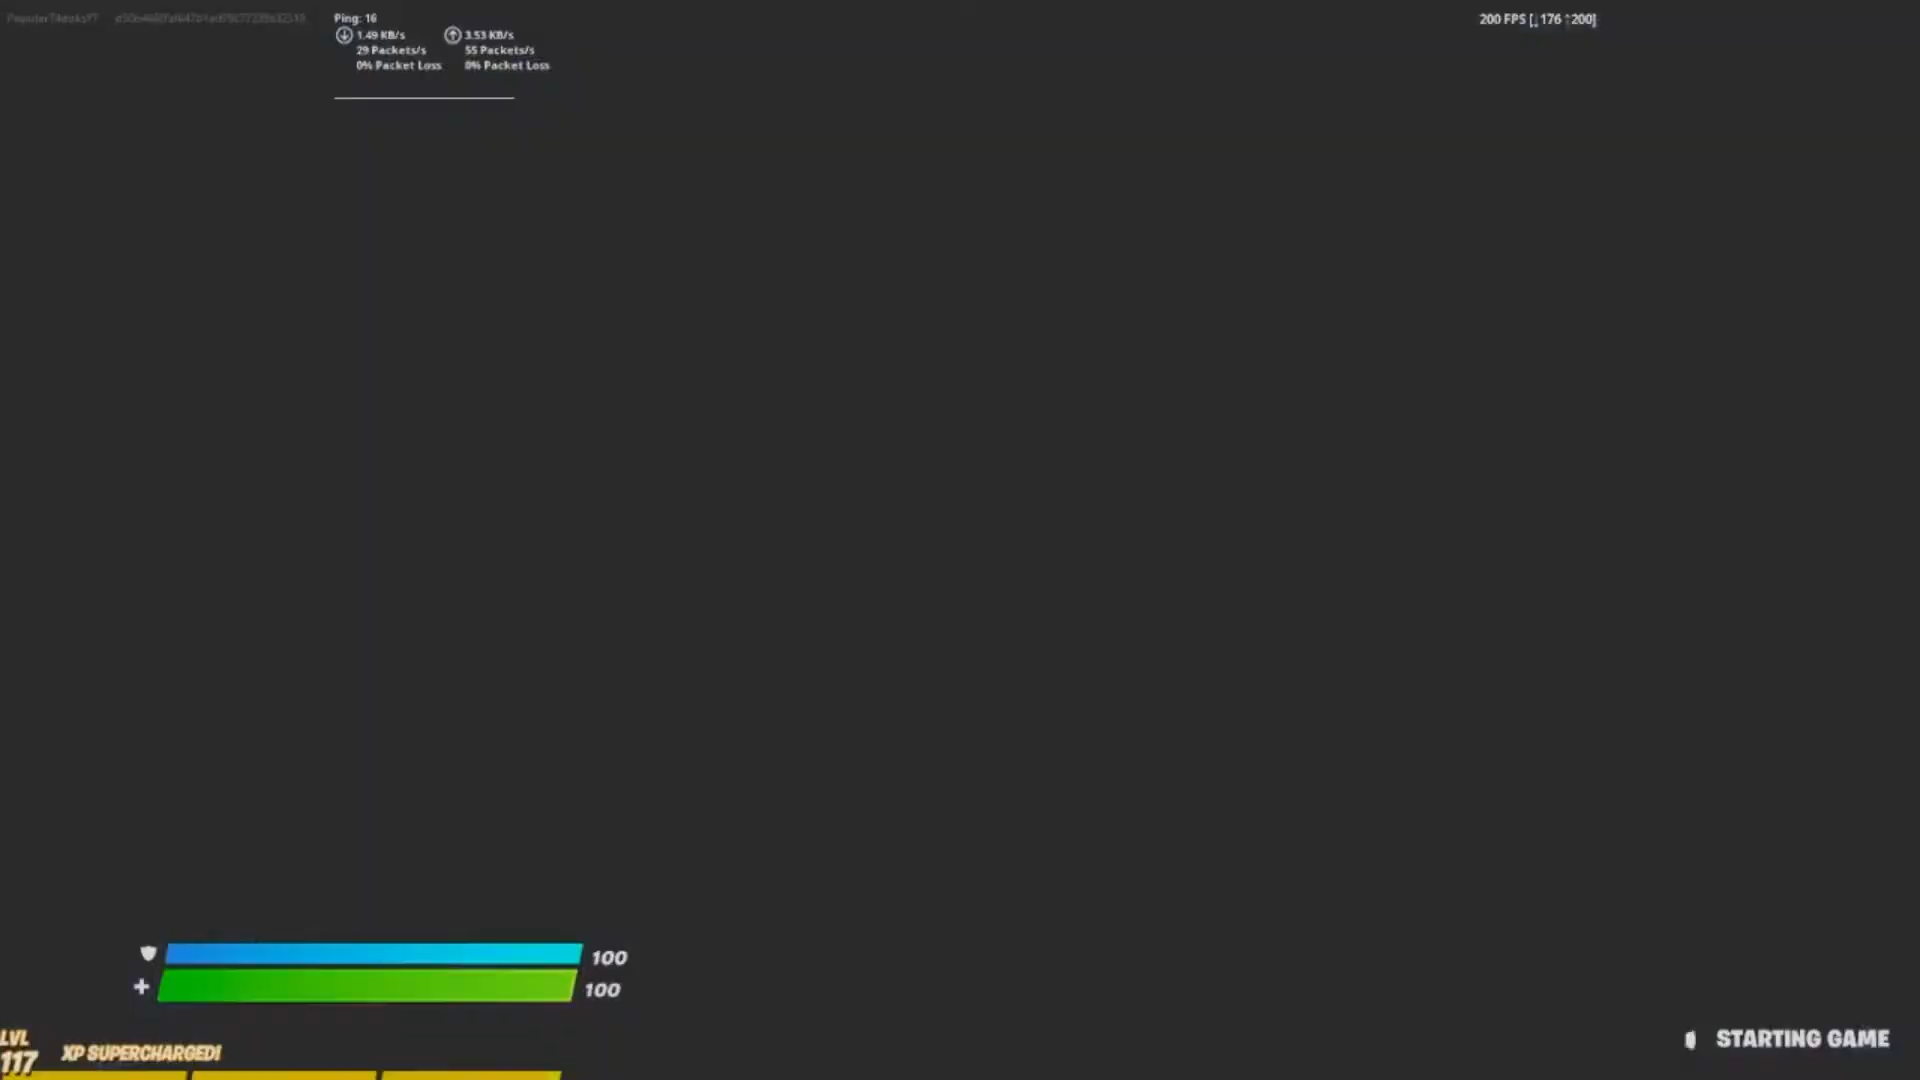 Ping: 16
1.49 KB/s 3.53 KB/s
29 Packets/s 55 Packets/s
0% Packet Loss 0% Packet Loss
200 FPS [↓176 ↑200]
100
100
LVL
117
XP SUPERCHARGED!
STARTING GAME